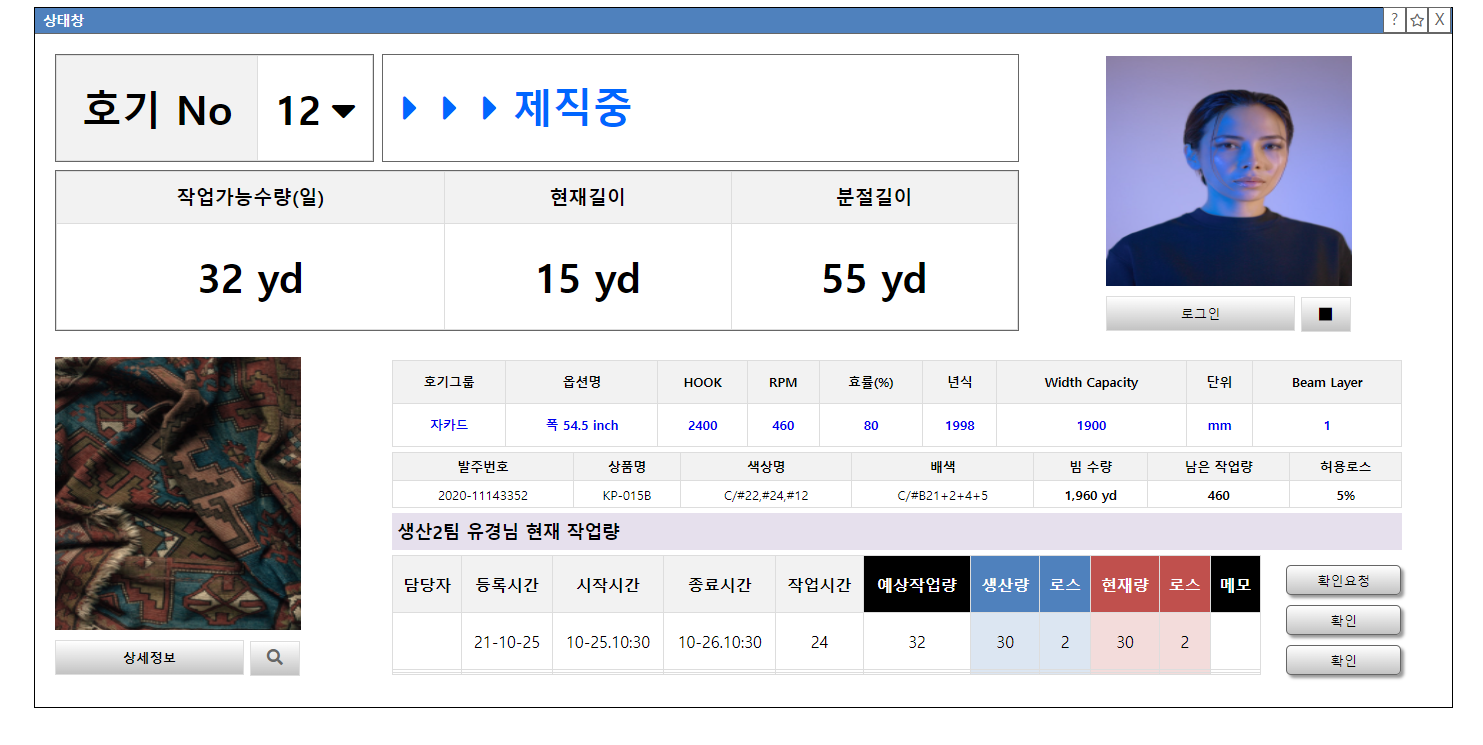 상태창 ? X
호기 No 12 제직중
작업가능수량(일) 현재길이 분절길이
32 yd 15 yd 55 yd
로그인
호기그룹 옵션명 HOOK RPM 효률(%) 년식 Width Capacity 단위 Beam Layer
자카드 폭 54.5 inch 2400 460 80 1998 1900 mm 1
발주번호 상품명 색상명 배색 빔 수량 남은 작업량 허용로스
2020-11143352 KP-015B C/#22,#24,#12 C/#B21+2+4+5 1,960 yd 460 5%
생산2팀 유경님 현재 작업량
담당자 등록시간 시작시간 종료시간 작업시간 예상작업량 생산량 로스 현재량 로스 메모
21-10-25 10-25.10:30 10-26.10:30 24 32 30 2 30 2
확인요청
확인
확인
상세정보